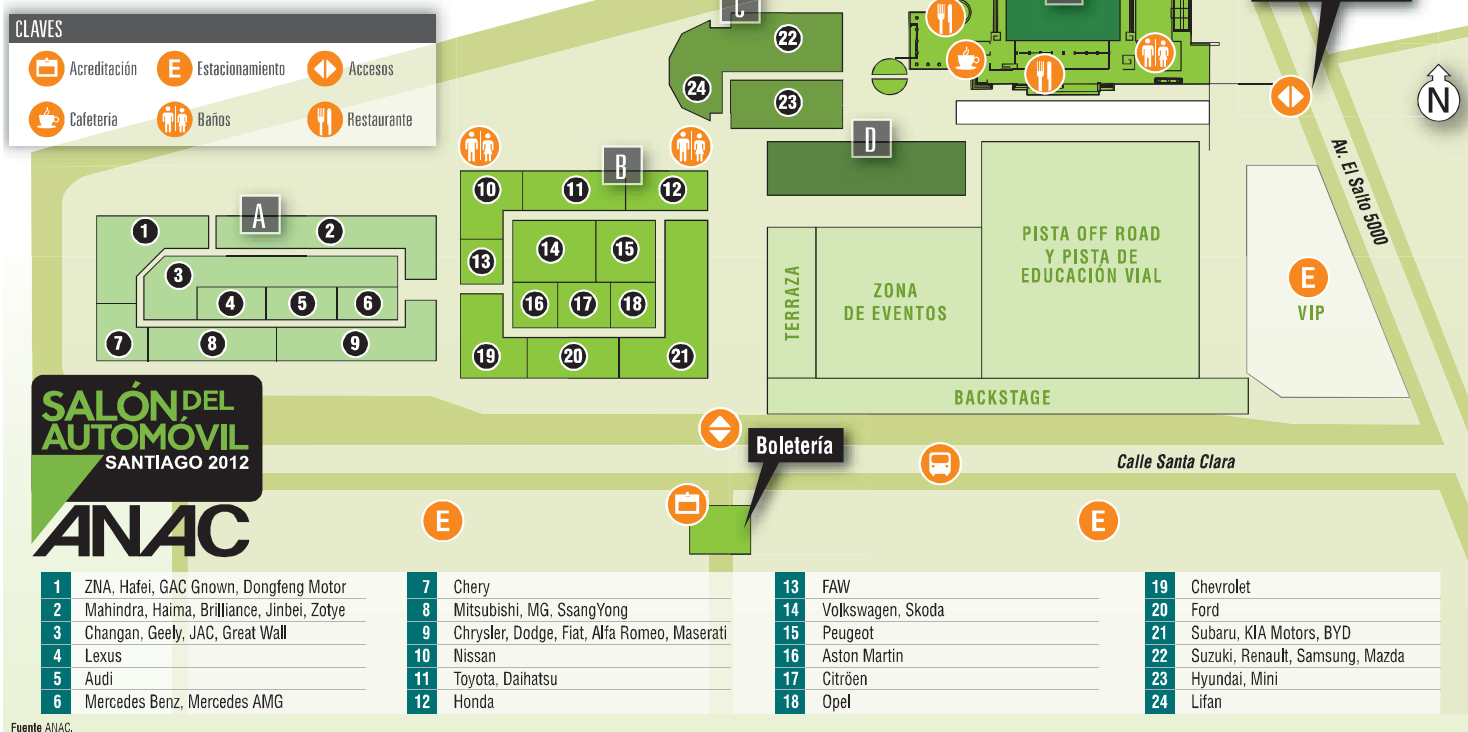 CLAVES
Acreditación
E Estacionamiento
Accesos
Cafetería
Baños
Restaurante
C
22
24
23
N
D
B
10
11
12
A
1
2
3
4
5
6
7
8
9
13
14
15
16
17
18
19
20
21
TERRAZA
ZONA
DE EVENTOS
PISTA OFF ROAD
Y PISTA DE
EDUCACIÓN VIAL
E
VIP
Av. El Salto 5000
BACKSTAGE
SALÓN DEL
AUTOMÓVIL
SANTIAGO 2012
ANAC
Boletería
Calle Santa Clara
E
E
1 ZNA, Hafei, GAC Gnown, Dongfeng Motor
2 Mahindra, Haima, Brilliance, Jinbei, Zotye
3 Changan, Geely, JAC, Great Wall
4 Lexus
5 Audi
6 Mercedes Benz, Mercedes AMG
7 Chery
8 Mitsubishi, MG, SsangYong
9 Chrysler, Dodge, Fiat, Alfa Romeo, Maserati
10 Nissan
11 Toyota, Daihatsu
12 Honda
13 FAW
14 Volkswagen, Skoda
15 Peugeot
16 Aston Martin
17 Citröen
18 Opel
19 Chevrolet
20 Ford
21 Subaru, KIA Motors, BYD
22 Suzuki, Renault, Samsung, Mazda
23 Hyundai, Mini
24 Lifan
Fuente ANAC.